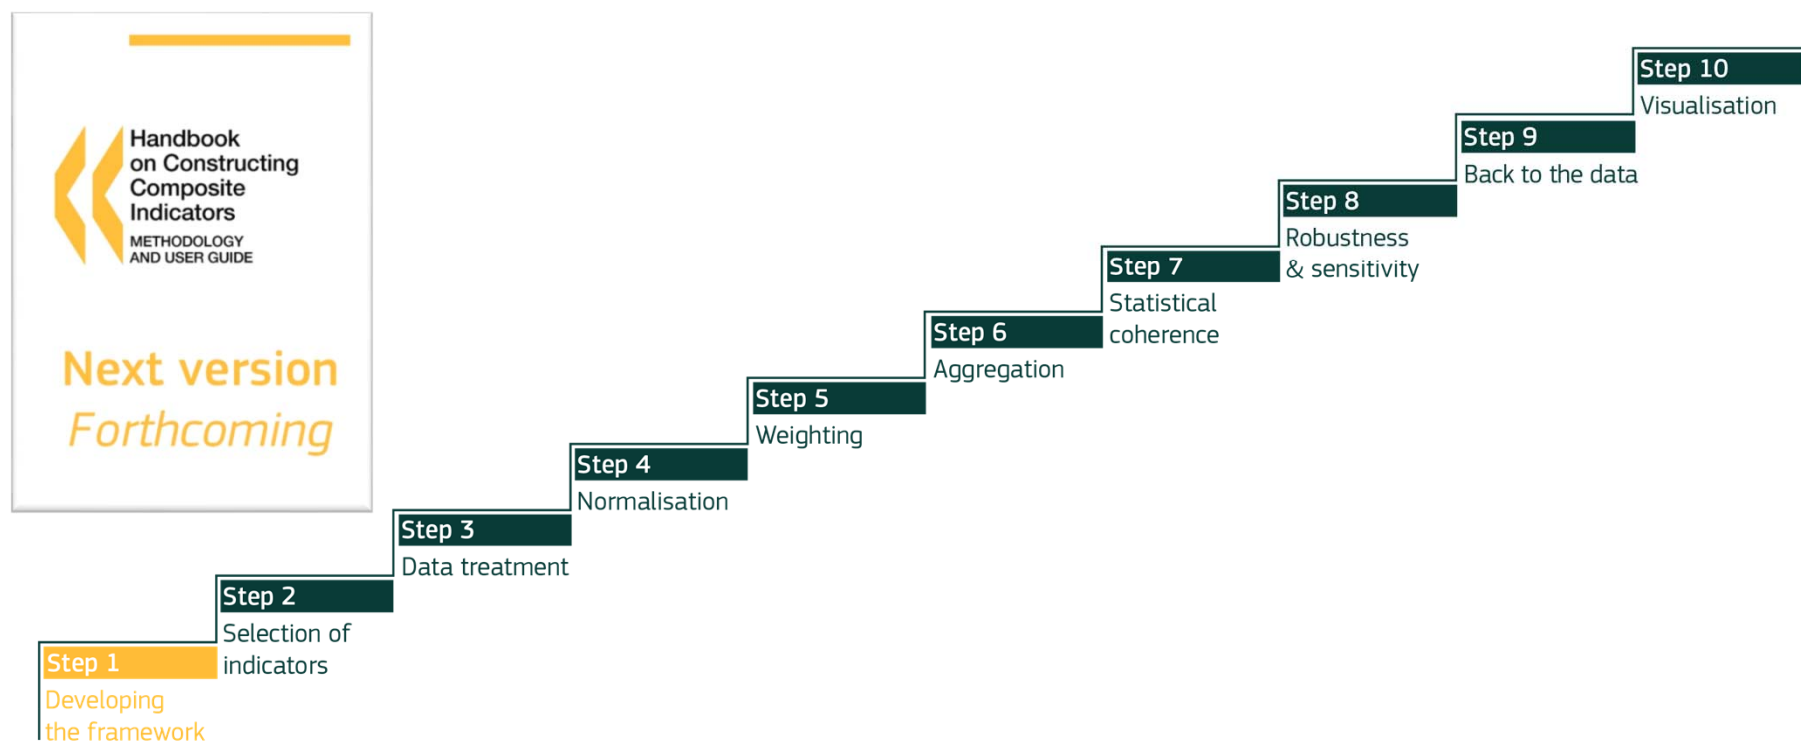 Handbook
on Constructing
Composite
Indicators
METHODOLOGY
AND USER GUIDE
Next version
Forthcoming
Step 1
Developing
the framework
Step 2
Selection of
indicators
Step 3
Data treatment
Step 4
Normalisation
Step 5
Weighting
Step 6
Aggregation
Step 7
Statistical
coherence
Step 8
Robustness
& sensitivity
Step 9
Back to the data
Step 10
Visualisation